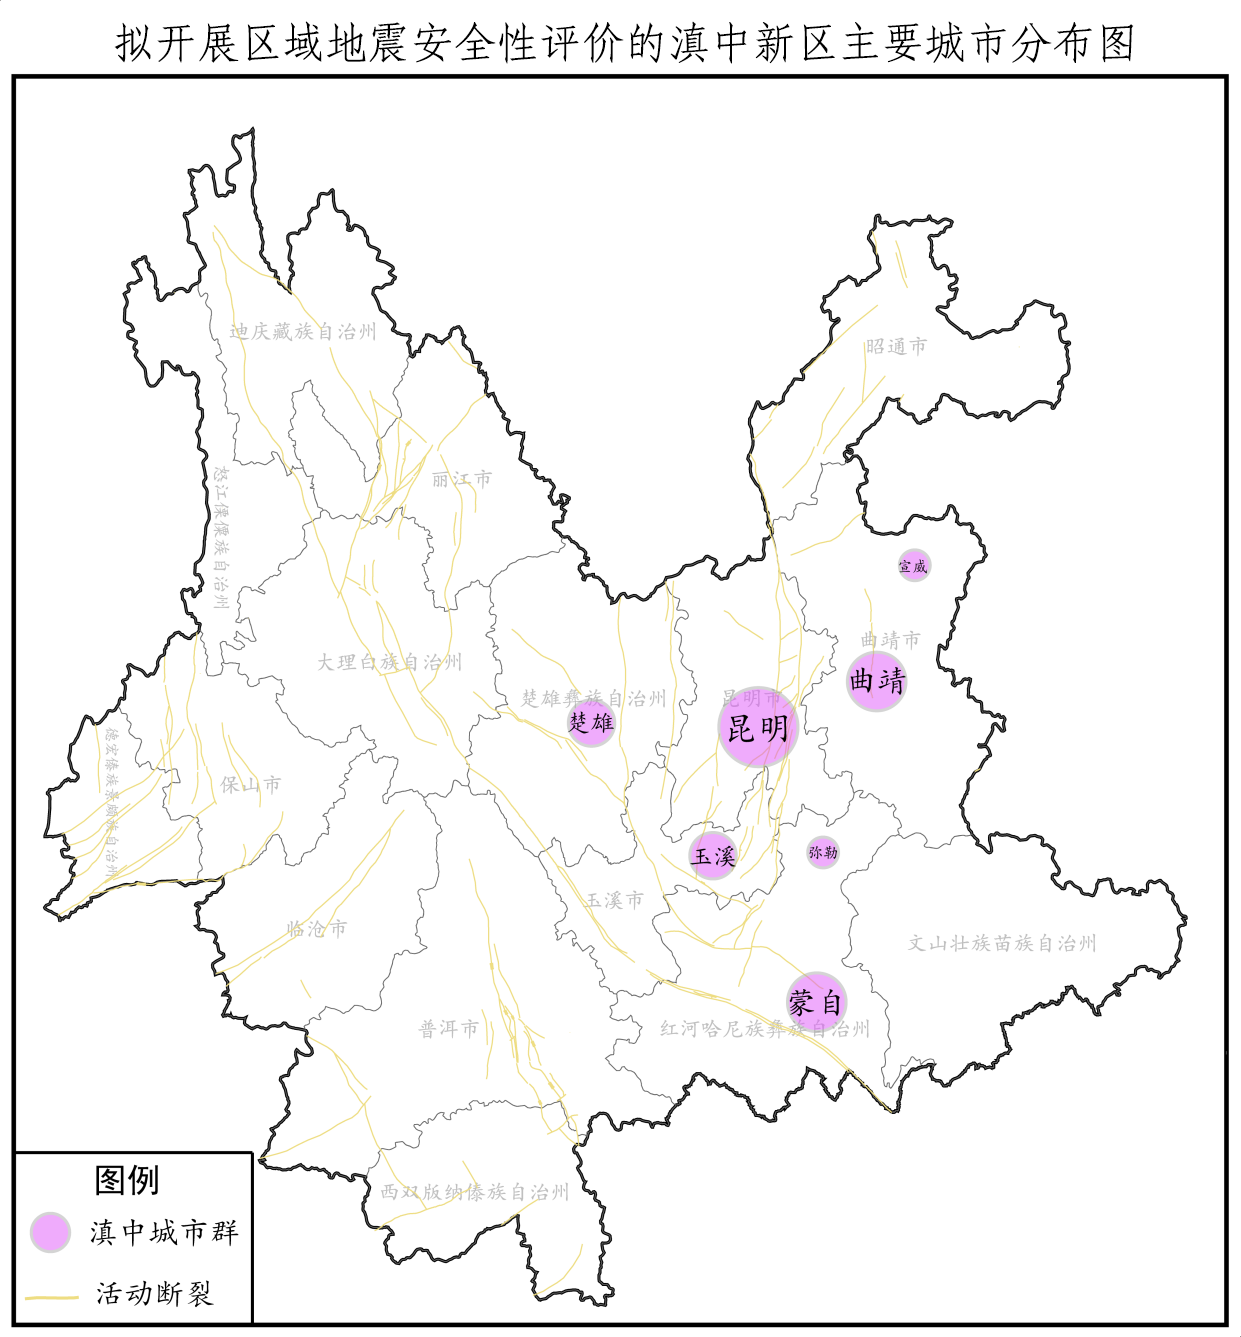 拟开展区域地震安全性评价的滇中新区主要城市分布图
迪庆藏族自治州
昭通市
怒江傈僳族自治州
丽江市
宣威
曲靖市
大理白族自治州
曲靖
楚雄彝族自治州
昆明市
楚雄
昆明
德宏傣族景颇族自治州
保山市
玉溪
弥勒
玉溪市
临沧市
文山壮族苗族自治州
蒙自
普洱市
红河哈尼族彝族自治州
西双版纳傣族自治州
图例
滇中城市群
活动断裂